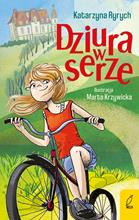 Katarzyna Ryrych
Dziura
w
serze
Ilustracje
Marta Krzywicka